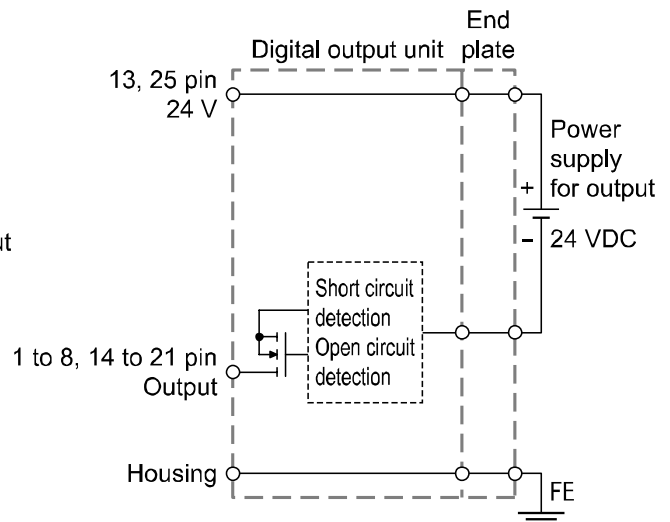 End
Digital output unit plate
13, 25 pin
24 V
Power
supply
+ for output
- 24 VDC
ut
Short circuit
detection
Open circuit
detection
1 to 8, 14 to 21 pin
Output
Housing
FE